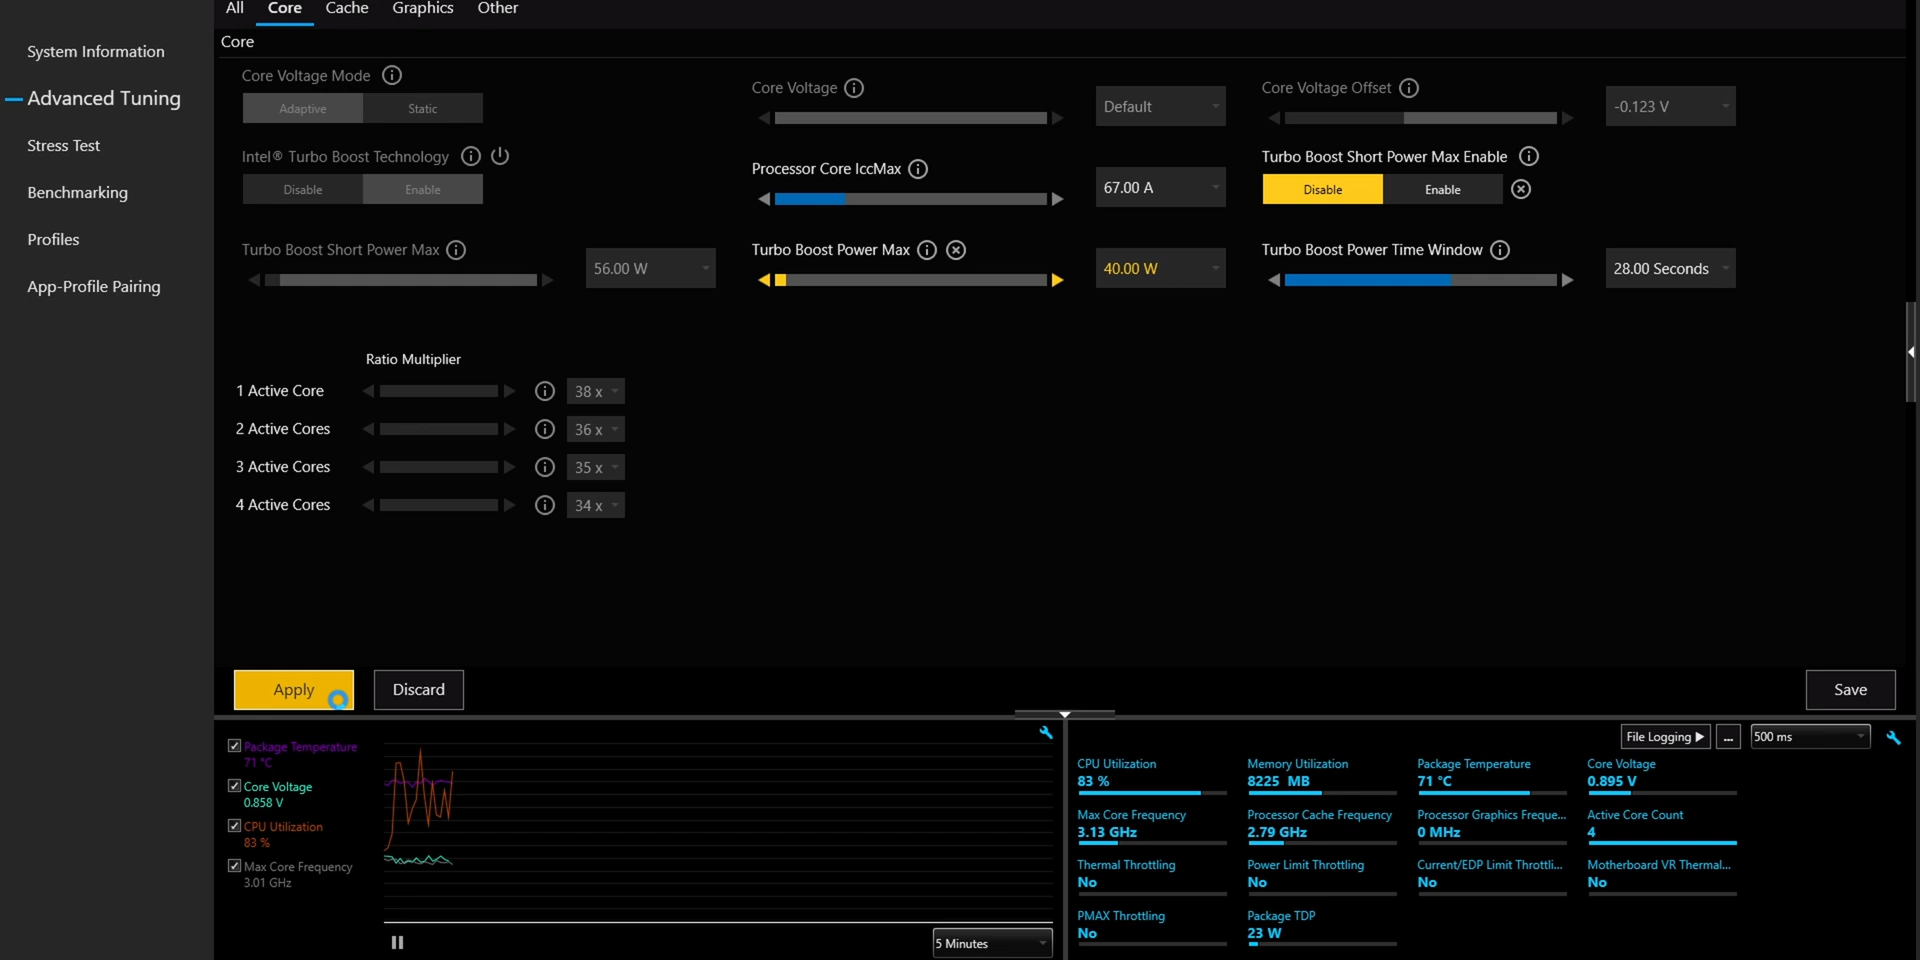 All Core Cache Graphics Other
System Information
Advanced Tuning
Stress Test
Benchmarking
Profiles
App-Profile Pairing
Core
Core Voltage Mode
Adaptive Static
Core Voltage
Default
Core Voltage Offset
-0.123 V
Intel® Turbo Boost Technology
Disable Enable
Processor Core IccMax
67.00 A
Turbo Boost Short Power Max Enable
Disable Enable
Turbo Boost Short Power Max
56.00 W
Turbo Boost Power Max
40.00 W
Turbo Boost Power Time Window
28.00 Seconds
Ratio Multiplier
1 Active Core 38 x
2 Active Cores 36 x
3 Active Cores 35 x
4 Active Cores 34 x
Apply Discard Save
Package Temperature
71 °C
Core Voltage
0.858 V
CPU Utilization
83 %
Max Core Frequency
3.01 GHz
5 Minutes
File Logging ... 500 ms
CPU Utilization Memory Utilization Package Temperature Core Voltage
83 % 8225 MB 71 °C 0.895 V
Max Core Frequency Processor Cache Frequency Processor Graphics Freque... Active Core Count
3.13 GHz 2.79 GHz 0 MHz 4
Thermal Throttling Power Limit Throttling Current/EDP Limit Throttli... Motherboard VR Thermal...
No No No No
PMAX Throttling Package TDP
No 23 W